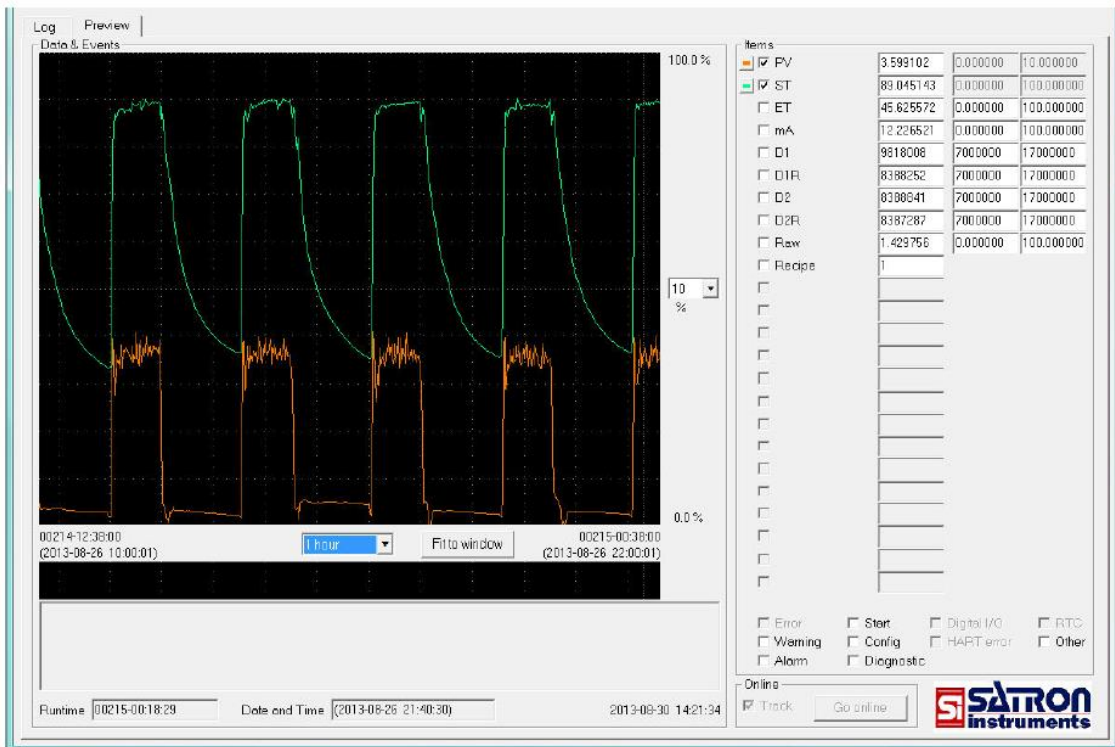 Log Preview
Data & Events
100.0 %
10
%
0.0 %
00214-12:38:00
(2013-08-26 10:00:01)
1 hour
Fit to window
00215-00:38:00
(2013-08-26 22:00:01)
Runtime 00215-00:18:29 Date and Time (2013-08-26 21:40:30) 2013-08-30 14:21:34
Items
PV 3.599102 0.000000 10.000000
ST 89.045143 0.000000 100.000000
ET 45.625572 0.000000 100.000000
mA 12.226521 0.000000 100.000000
D1 9818008 7000000 17000000
D1R 8388252 7000000 17000000
D2 8388841 7000000 17000000
D2R 8387287 7000000 17000000
Raw 1.429756 0.000000 100.000000
Recipe 1
Error Start Digital I/O RTC
Warning Config HART error Other
Alarm Diagnostic
Online
Track Go online
Si SATRON
instruments